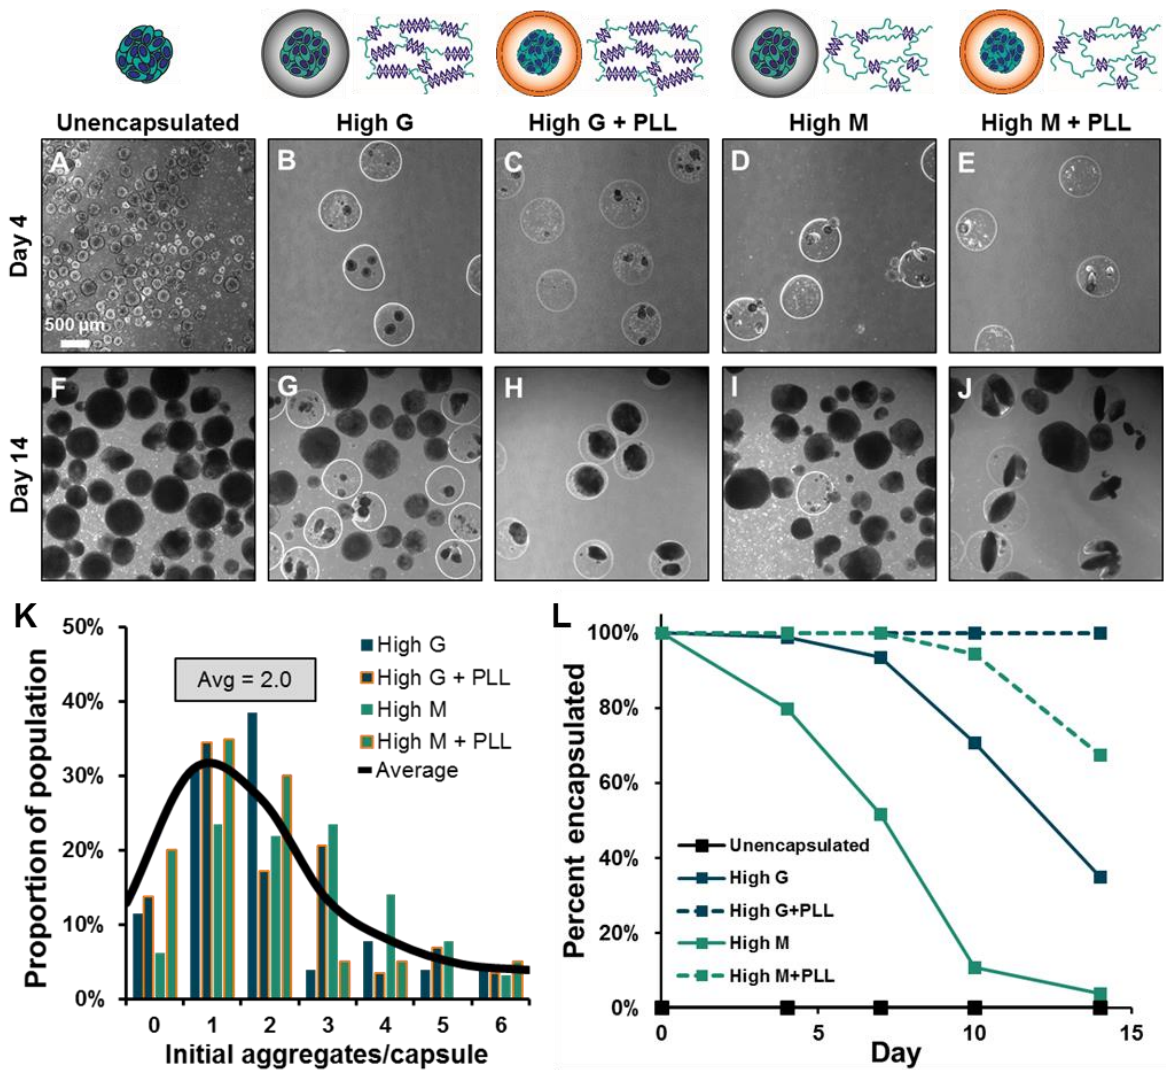 Unencapsulated
High G
High G + PLL
High M
High M + PLL
Day 4
A
B
C
D
E
500 µm
Day 14
F
G
H
I
J
K
50%
40%
30%
20%
10%
0%
Proportion of population
Avg = 2.0
High G
High G + PLL
High M
High M + PLL
Average
0 1 2 3 4 5 6
Initial aggregates/capsule
L
100%
80%
60%
40%
20%
0%
Percent encapsulated
Unencapsulated
High G
High G+PLL
High M
High M+PLL
0 5 10 15
Day